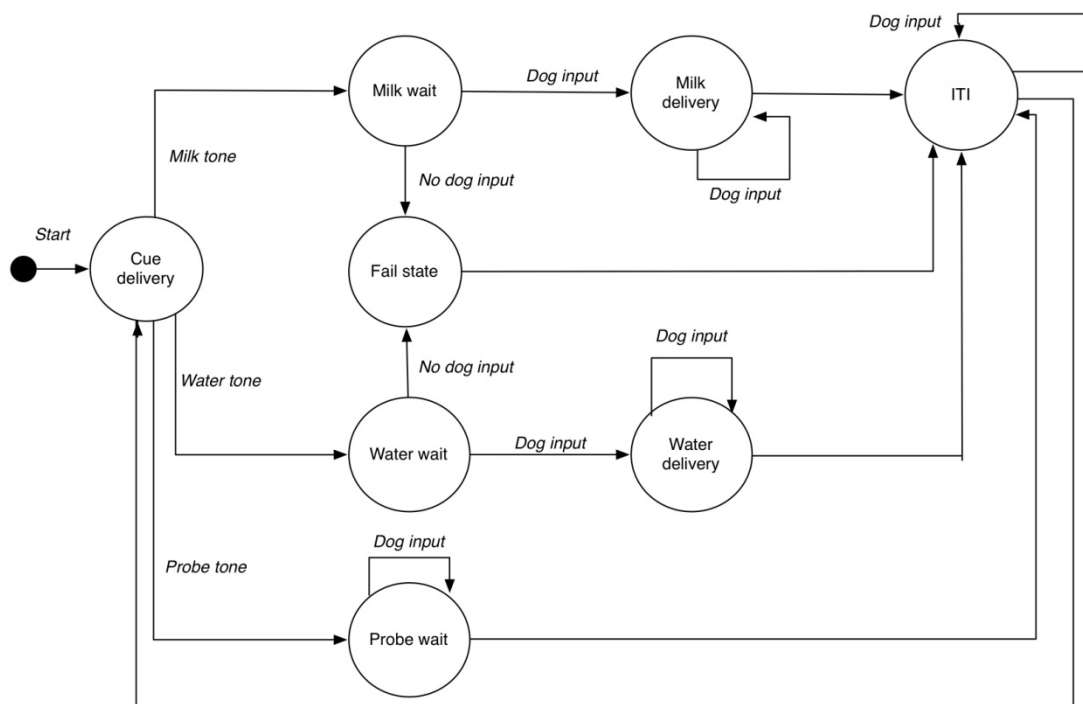 Dog input
Milk wait
Dog input
Milk
delivery
ITI
Milk tone
No dog input
Dog input
Start
Cue
delivery
Fail state
Dog input
No dog input
Water tone
Water wait
Dog input
Water
delivery
Dog input
Probe tone
Probe wait